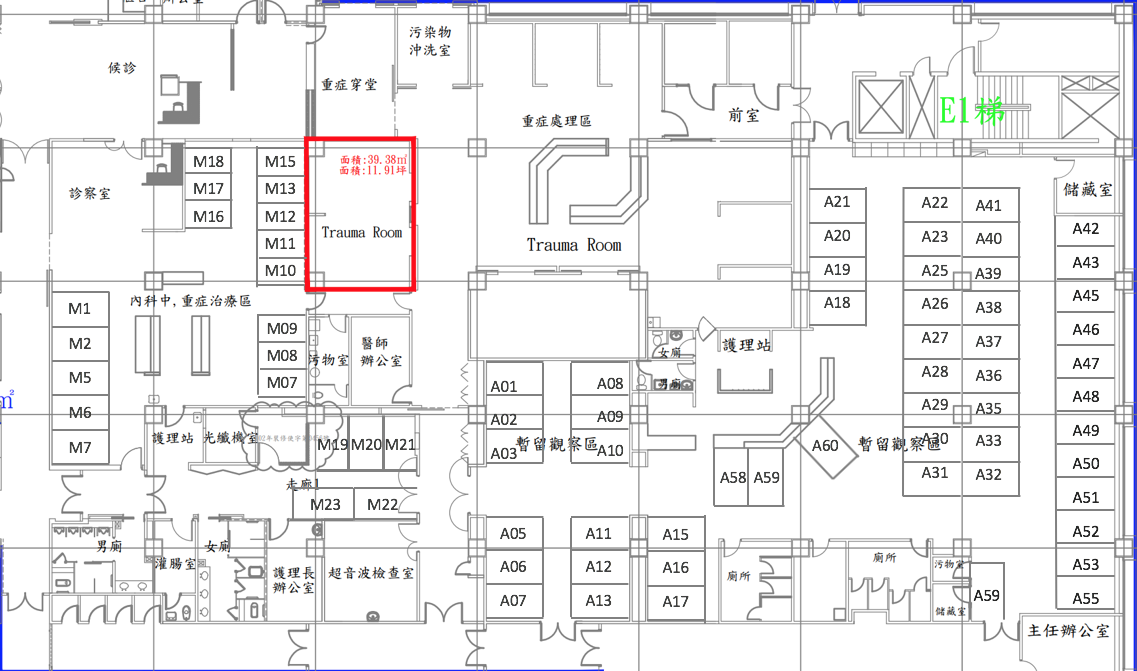 候診
污染物
沖洗室
重症穿堂
重症處理區
前室
E1梯
面積:39.38㎡
面積:11.91坪
Trauma Room
Trauma Room
診察室
儲藏室
M18
M17
M16
M15
M13
M12
M11
M10
內科中,重症治療區
M1
M2
M5
M6
M7
M09
M08
M07
污物室
醫師
辦公室
護理站
光纖機室
M19
M20
M21
走廊1
M23
M22
男廁
灌腸室
女廁
護理長
辦公室
超音波檢查室
A01
A02
A03
A08
A09
A10
暫留觀察區
A05
A06
A07
A11
A12
A13
A15
A16
A17
女廁
男廁
護理站
A21
A20
A19
A18
A58
A59
A60
暫留觀察區
A22
A23
A25
A26
A27
A28
A29
A30
A31
A41
A40
A39
A38
A37
A36
A35
A33
A32
A42
A43
A45
A46
A47
A48
A49
A50
A51
A52
A53
A55
廁所
廁所
污物室
儲藏室
A59
主任辦公室
㎡